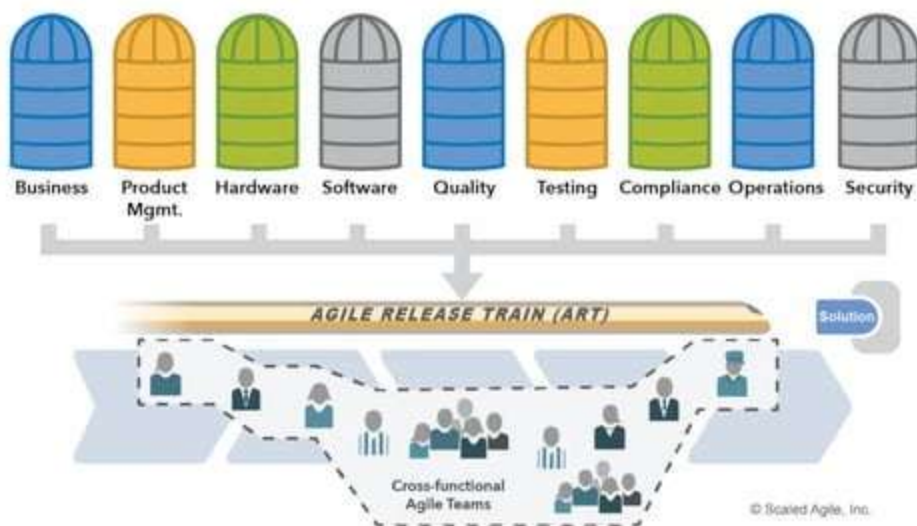 Business
Product
Mgmt.
Hardware
Software
Quality
Testing
Compliance
Operations
Security
AGILE RELEASE TRAIN (ART)
Solution
Cross-functional
Agile Teams
© Scaled Agile, Inc.